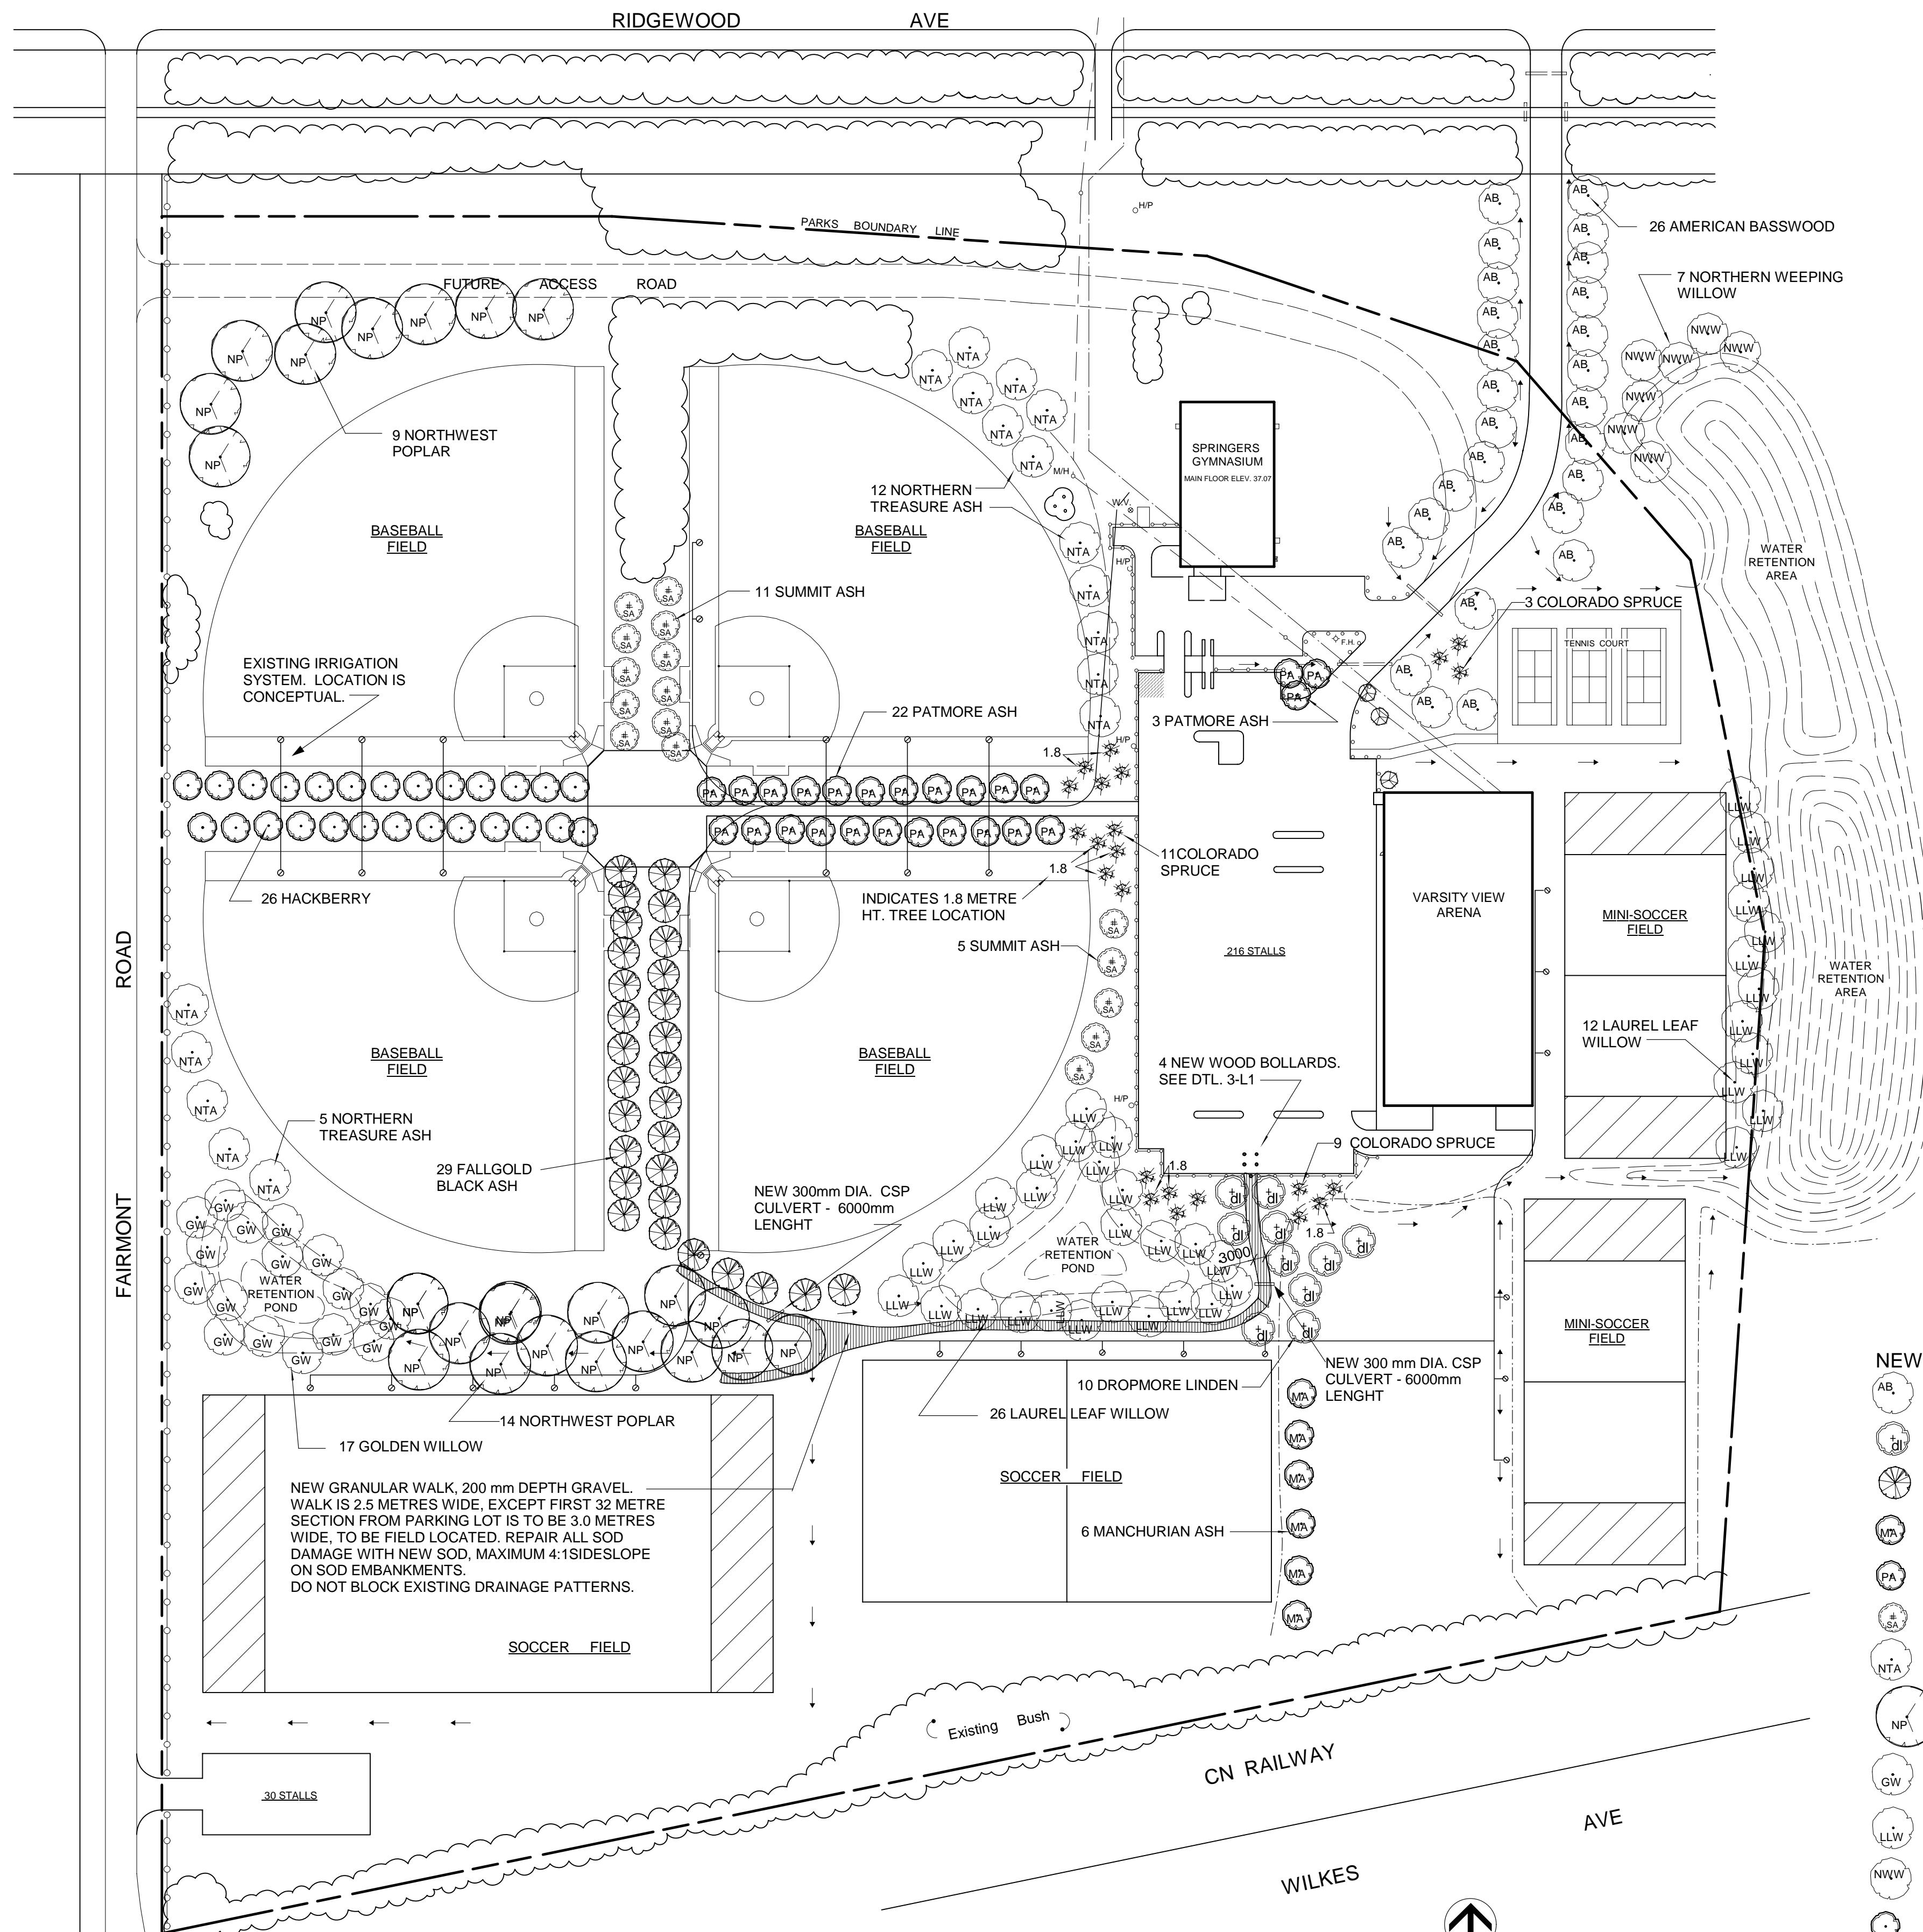 RIDGEWOOD AVE
PARKS BOUNDARY LINE
H/P
26 AMERICAN BASSWOOD
7 NORTHERN WEEPING
WILLOW
FUTURE ACCESS ROAD
9 NORTHWEST
POPLAR
12 NORTHERN
TREASURE ASH
M/H
W.V.
H/P
SPRINGERS
GYMNASIUM
MAIN FLOOR ELEV. 37.07
BASEBALL
FIELD
BASEBALL
FIELD
WATER
RETENTION
AREA
11 SUMMIT ASH
3 COLORADO SPRUCE
TENNIS COURT
F.H.
EXISTING IRRIGATION
SYSTEM. LOCATION IS
CONCEPTUAL.
22 PATMORE ASH
3 PATMORE ASH
1.8
H/P
26 HACKBERRY
1.8
11COLORADO
SPRUCE
INDICATES 1.8 METRE
HT. TREE LOCATION
5 SUMMIT ASH
216 STALLS
VARSITY VIEW
ARENA
MINI-SOCCER
FIELD
WATER
RETENTION
AREA
12 LAUREL LEAF
WILLOW
FAIRMONT ROAD
BASEBALL
FIELD
BASEBALL
FIELD
4 NEW WOOD BOLLARDS.
SEE DTL. 3-L1
H/P
5 NORTHERN
TREASURE ASH
29 FALLGOLD
BLACK ASH
9 COLORADO SPRUCE
1.8
1.8
NEW 300mm DIA. CSP
CULVERT - 6000mm
LENGHT
WATER
RETENTION
POND
3000
WATER
RETENTION
POND
MINI-SOCCER
FIELD
NEW 300 mm DIA. CSP
CULVERT - 6000mm
LENGHT
10 DROPMORE LINDEN
26 LAUREL LEAF WILLOW
14 NORTHWEST POPLAR
17 GOLDEN WILLOW
NEW GRANULAR WALK, 200 mm DEPTH GRAVEL.
WALK IS 2.5 METRES WIDE, EXCEPT FIRST 32 METRE
SECTION FROM PARKING LOT IS TO BE 3.0 METRES
WIDE, TO BE FIELD LOCATED. REPAIR ALL SOD
DAMAGE WITH NEW SOD, MAXIMUM 4:1SIDESLOPE
ON SOD EMBANKMENTS.
DO NOT BLOCK EXISTING DRAINAGE PATTERNS.
SOCCER FIELD
SOCCER FIELD
6 MANCHURIAN ASH
Existing Bush
30 STALLS
CN RAILWAY
WILKES AVE
NEW
AB
dl
MA
PA
SA
NTA
NP
GW
LLW
NWW